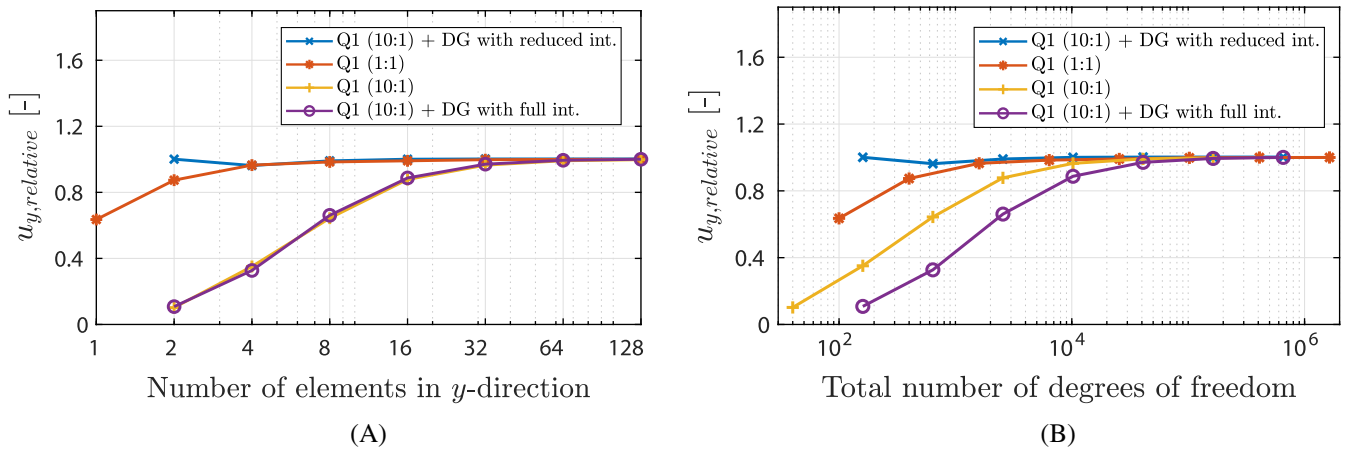 u_{y,relative} [-]
1.6
1.2
0.8
0.4
0
Q1 (10:1) + DG with reduced int.
Q1 (1:1)
Q1 (10:1)
Q1 (10:1) + DG with full int.
1 2 4 8 16 32 64 128
Number of elements in y-direction
(A)
u_{y,relative} [-]
1.6
1.2
0.8
0.4
0
Q1 (10:1) + DG with reduced int.
Q1 (1:1)
Q1 (10:1)
Q1 (10:1) + DG with full int.
10^2 10^4 10^6
Total number of degrees of freedom
(B)